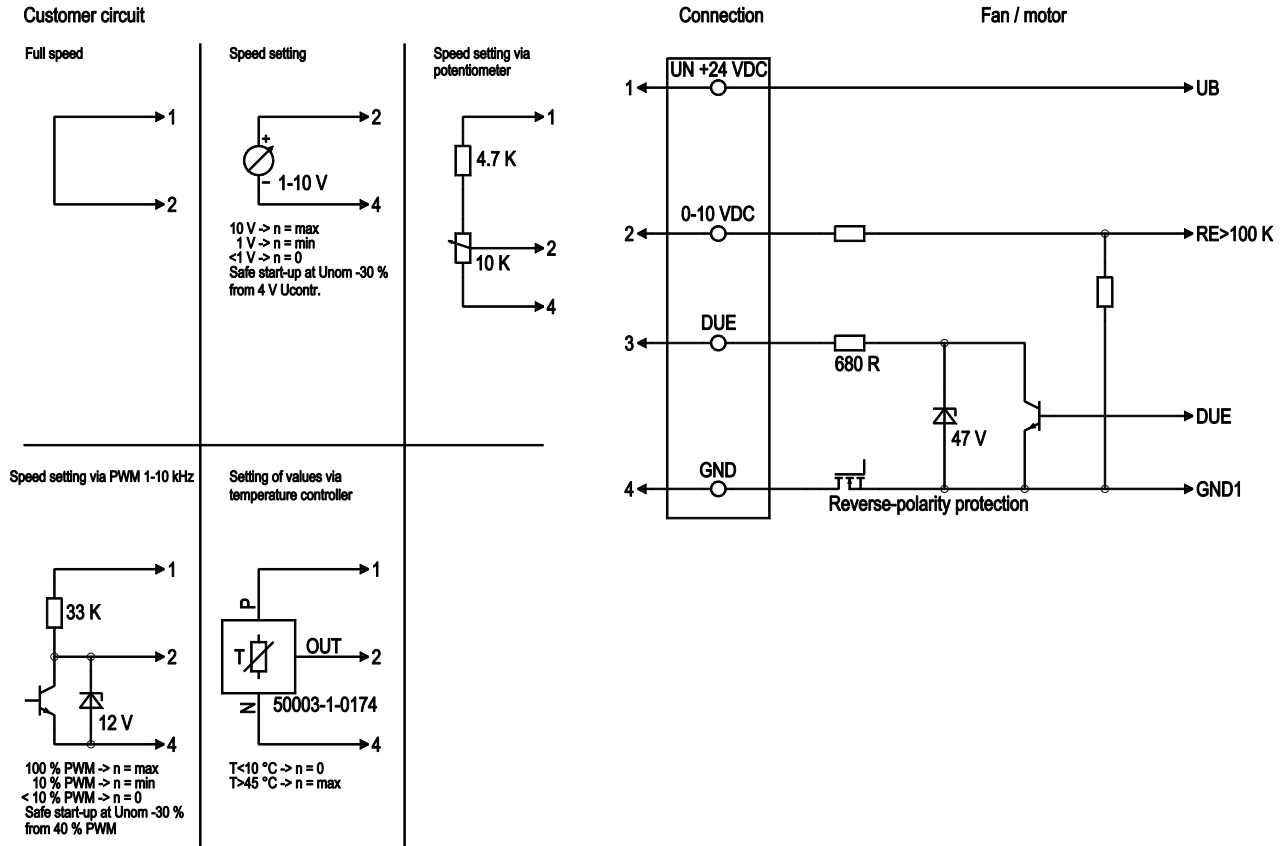 Customer circuit
Full speed
1
2
Speed setting
2
+
−
1-10 V
4
10 V -> n = max
1 V -> n = min
<1 V -> n = 0
Safe start-up at Unom -30 %
from 4 V Ucontr.
Speed setting via
potentiometer
1
4.7 K
2
10 K
4
Speed setting via PWM 1-10 kHz
1
33 K
2
12 V
4
100 % PWM -> n = max
10 % PWM -> n = min
< 10 % PWM -> n = 0
Safe start-up at Unom -30 %
from 40 % PWM
Setting of values via
temperature controller
1
P
T
OUT
2
N
50003-1-0174
4
T<10 °C -> n = 0
T>45 °C -> n = max
Connection
Fan / motor
UN +24 VDC
1
UB
0-10 VDC
2
RE>100 K
DUE
3
680 R
47 V
DUE
GND
4
GND1
Reverse-polarity protection